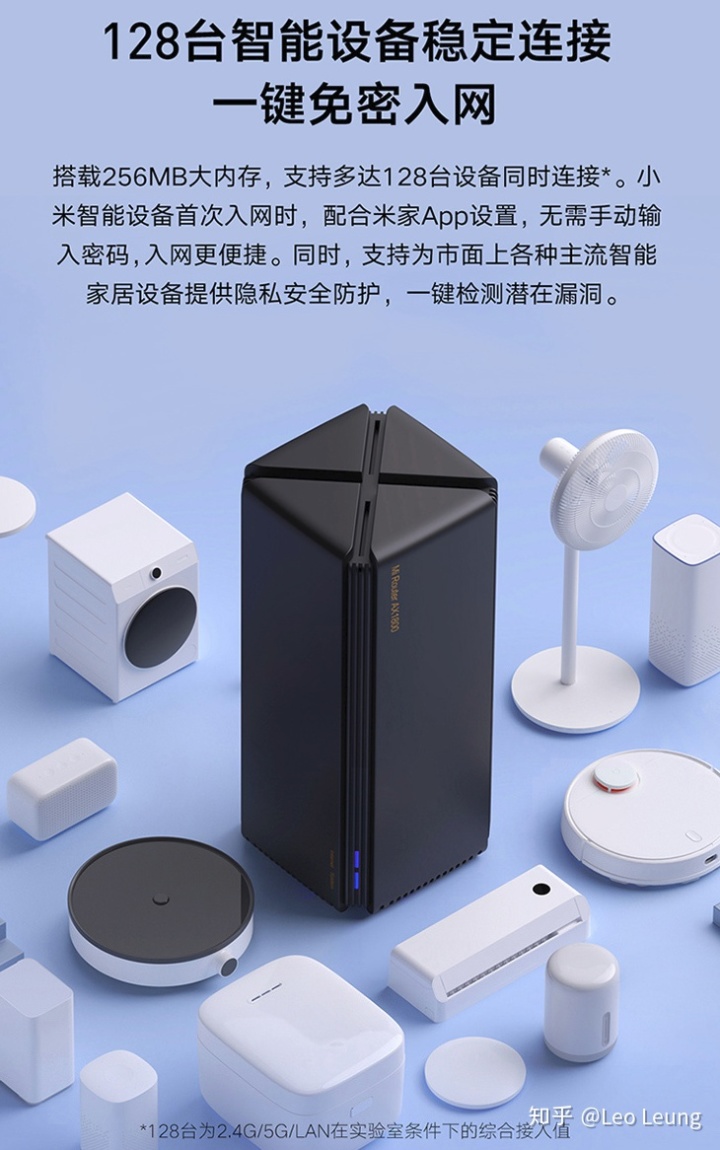 128台智能设备稳定连接
一键免密入网
搭载256MB大内存，支持多达128台设备同时连接*。小
米智能设备首次入网时，配合米家App设置，无需手动输
入密码,入网更便捷。同时，支持为市面上各种主流智能
家居设备提供隐私安全防护，一键检测潜在漏洞。
Mi Router AX1800
知乎 @Leo Leung
*128台为2.4G/5G/LAN在实验室条件下的综合接入值